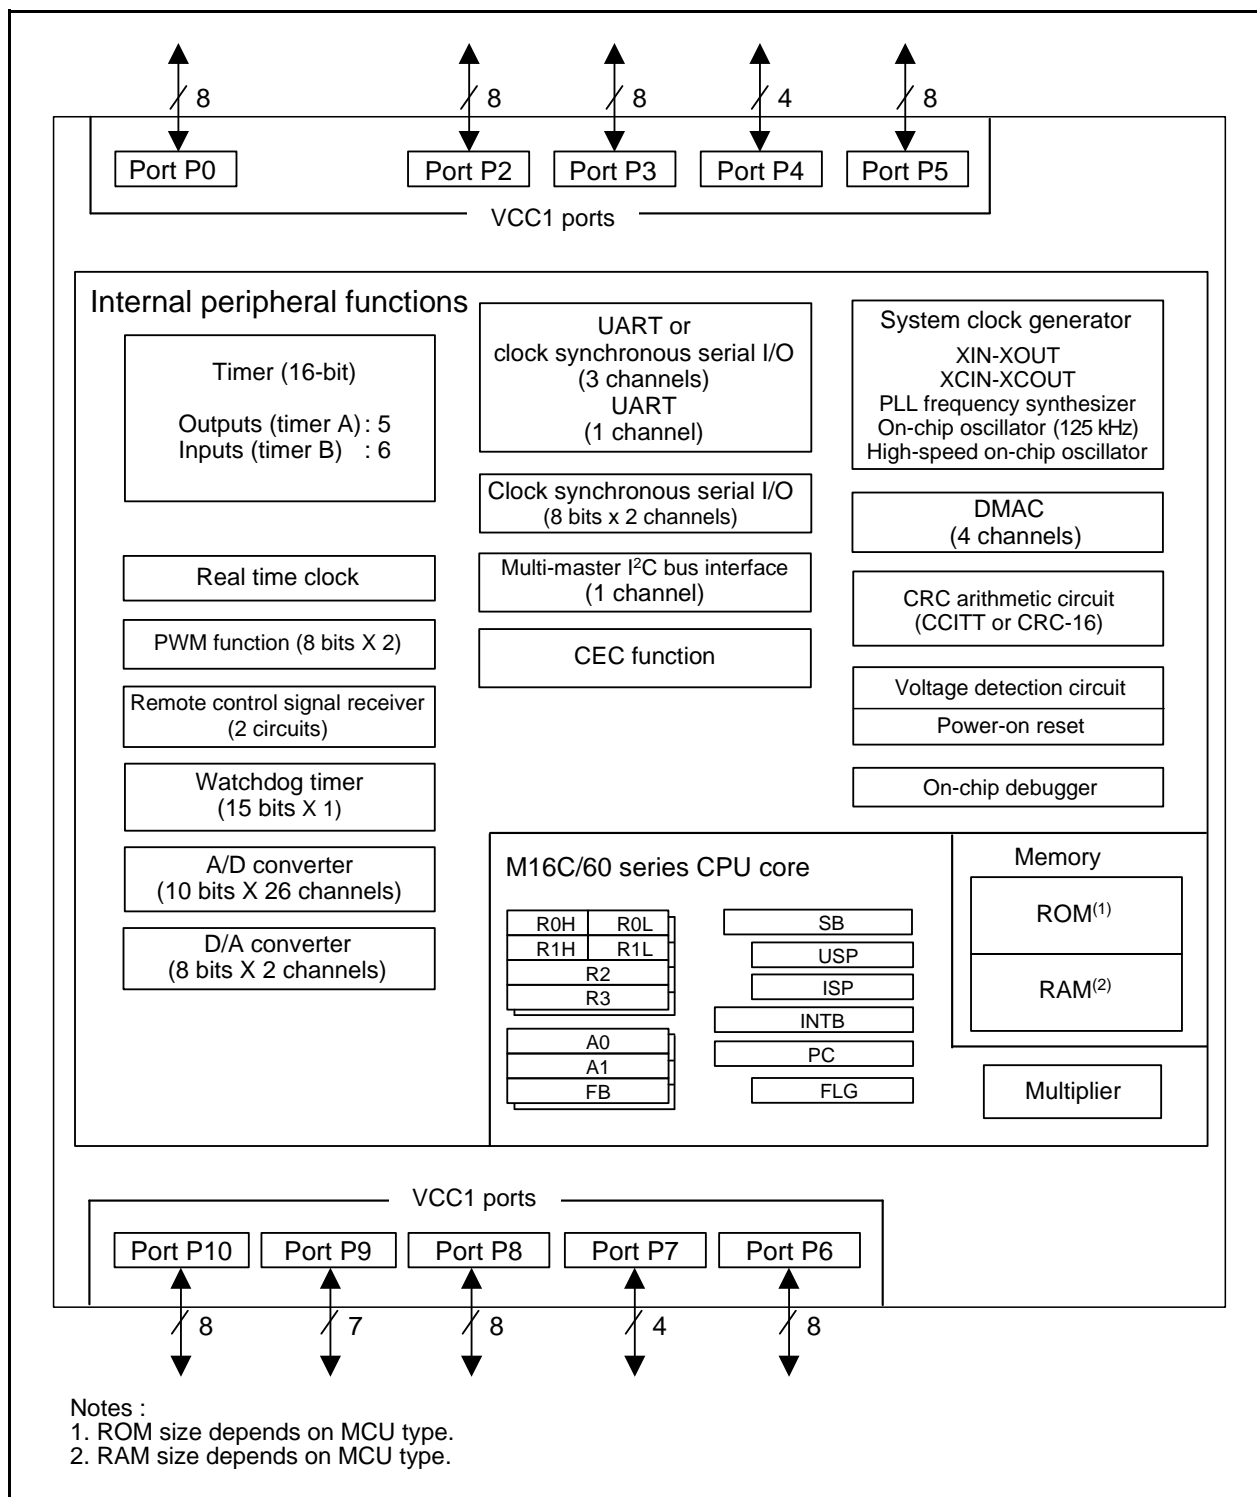 8 8 8 4 8
Port P0 Port P2 Port P3 Port P4 Port P5
VCC1 ports
Internal peripheral functions
Timer (16-bit)
Outputs (timer A) : 5
Inputs (timer B) : 6
Real time clock
PWM function (8 bits X 2)
Remote control signal receiver
(2 circuits)
Watchdog timer
(15 bits X 1)
A/D converter
(10 bits X 26 channels)
D/A converter
(8 bits X 2 channels)
UART or
clock synchronous serial I/O
(3 channels)
UART
(1 channel)
Clock synchronous serial I/O
(8 bits x 2 channels)
Multi-master I²C bus interface
(1 channel)
CEC function
System clock generator
XIN-XOUT
XCIN-XCOUT
PLL frequency synthesizer
On-chip oscillator (125 kHz)
High-speed on-chip oscillator
DMAC
(4 channels)
CRC arithmetic circuit
(CCITT or CRC-16)
Voltage detection circuit
Power-on reset
On-chip debugger
M16C/60 series CPU core
R0H R0L
R1H R1L
R2
R3
A0
A1
FB
SB
USP
ISP
INTB
PC
FLG
Memory
ROM(1)
RAM(2)
Multiplier
VCC1 ports
Port P10 Port P9 Port P8 Port P7 Port P6
8 7 8 4 8
Notes :
1. ROM size depends on MCU type.
2. RAM size depends on MCU type.